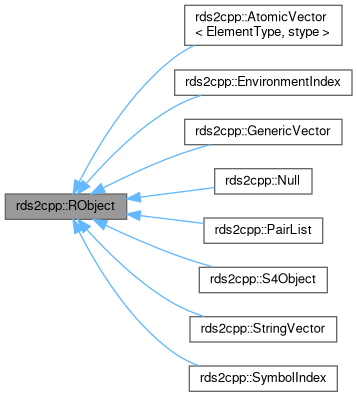 rds2cpp::AtomicVector
< ElementType, stype >
rds2cpp::EnvironmentIndex
rds2cpp::GenericVector
rds2cpp::Null
rds2cpp::RObject
rds2cpp::PairList
rds2cpp::S4Object
rds2cpp::StringVector
rds2cpp::SymbolIndex